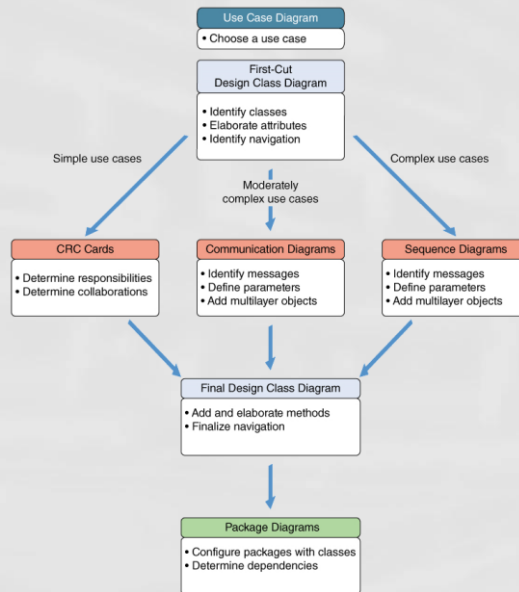 Use Case Diagram
• Choose a use case
First-Cut
Design Class Diagram
• Identify classes
• Elaborate attributes
• Identify navigation
Simple use cases
Moderately
complex use cases
Complex use cases
CRC Cards
• Determine responsibilities
• Determine collaborations
Communication Diagrams
• Identify messages
• Define parameters
• Add multilayer objects
Sequence Diagrams
• Identify messages
• Define parameters
• Add multilayer objects
Final Design Class Diagram
• Add and elaborate methods
• Finalize navigation
Package Diagrams
• Configure packages with classes
• Determine dependencies